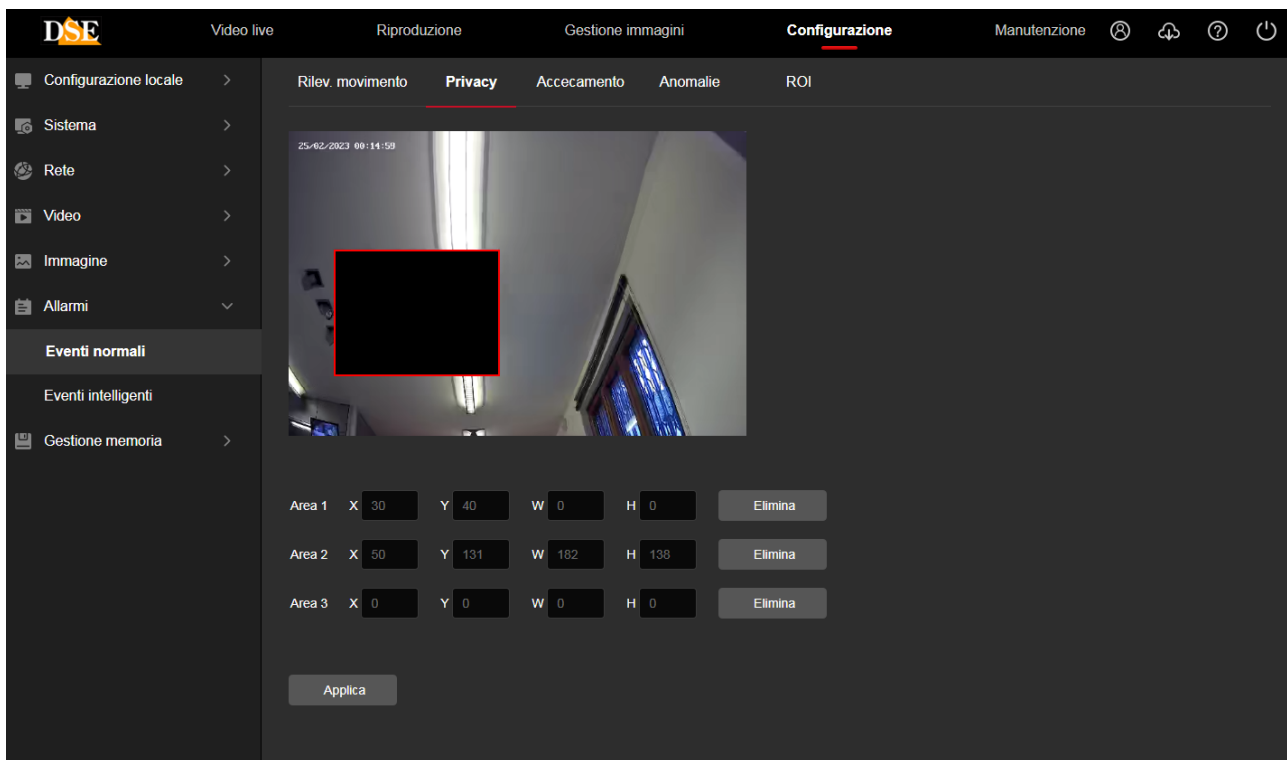 DSE
Video live Riproduzione Gestione immagini Configurazione Manutenzione
Configurazione locale
Sistema
Rete
Video
Immagine
Allarmi
Eventi normali
Eventi intelligenti
Gestione memoria
Rilev. movimento Privacy Accecamento Anomalie ROI
25/02/2023 00:14:59
Area 1 X 30 Y 40 W 0 H 0 Elimina
Area 2 X 50 Y 131 W 182 H 138 Elimina
Area 3 X 0 Y 0 W 0 H 0 Elimina
Applica